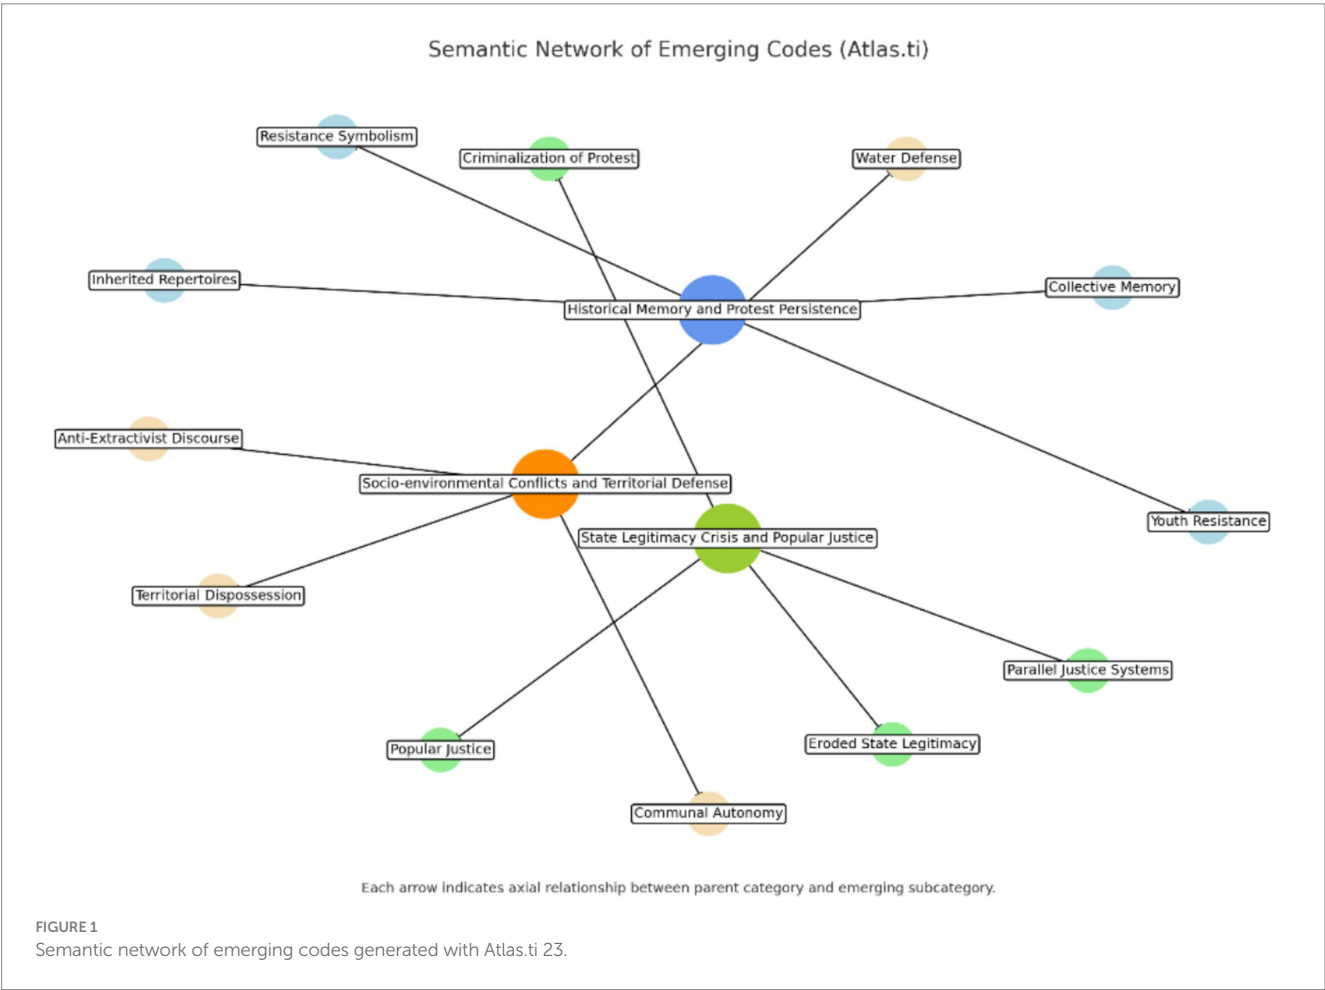 Semantic Network of Emerging Codes (Atlas.ti)
Resistance Symbolism
Criminalization of Protest
Water Defense
Inherited Repertoires
Collective Memory
Historical Memory and Protest Persistence
Anti-Extractivist Discourse
Socio-environmental Conflicts and Territorial Defense
Youth Resistance
State Legitimacy Crisis and Popular Justice
Territorial Dispossession
Parallel Justice Systems
Popular Justice
Eroded State Legitimacy
Communal Autonomy
Each arrow indicates axial relationship between parent category and emerging subcategory.
FIGURE 1
Semantic network of emerging codes generated with Atlas.ti 23.